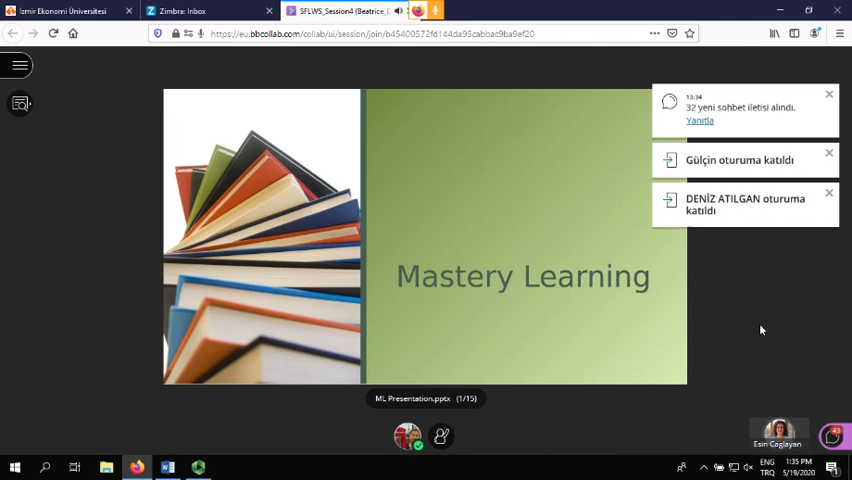 İzmir Ekonomi Üniversitesi
Zimbra: Inbox
SFLWS_Session4 (Beatrice_
https://eu.bbcollab.com/collab/ui/session/join/b45400572fd144da95cabbac9ba9ef20
13:34
32 yeni sohbet iletisi alındı.
Yanıtla
Gülçin oturuma katıldı
DENİZ ATILGAN oturuma
katıldı
Mastery Learning
ML Presentation.pptx (1/15)
Esin Caglayan
43
ENG
TRQ
1:35 PM
5/19/2020